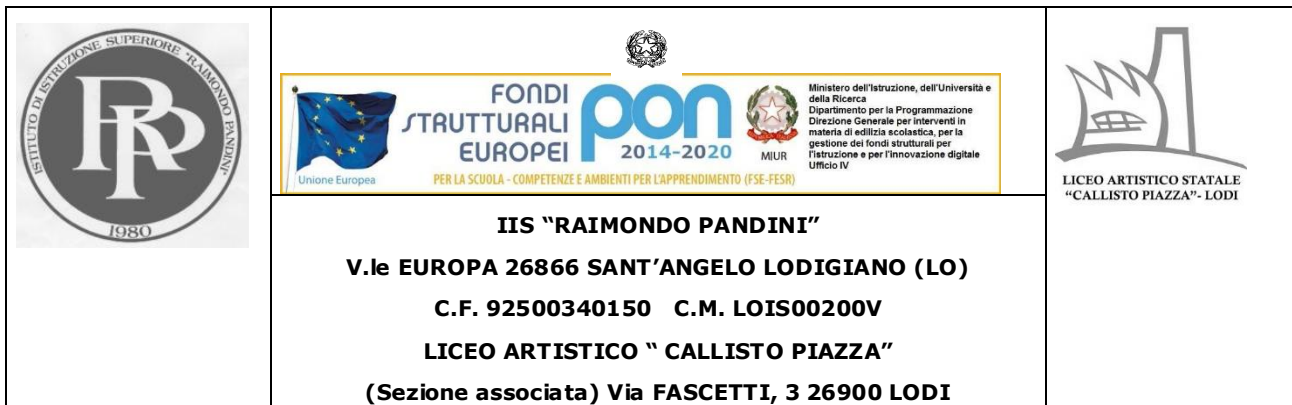 ISTITUTO DI ISTRUZIONE SUPERIORE "RAIMONDO PANDINI"
RP
1980
FONDI
STRUTTURALI
EUROPEI
pon
2014-2020
Unione Europea
MIUR
Ministero dell'Istruzione, dell'Università e
della Ricerca
Dipartimento per la Programmazione
Direzione Generale per interventi in
materia di edilizia scolastica, per la
gestione dei fondi strutturali per
l'istruzione e per l'innovazione digitale
Ufficio IV
PER LA SCUOLA - COMPETENZE E AMBIENTI PER L'APPRENDIMENTO (FSE-FESR)
LICEO ARTISTICO STATALE
"CALLISTO PIAZZA"- LODI
IIS “RAIMONDO PANDINI”
V.le EUROPA 26866 SANT’ANGELO LODIGIANO (LO)
C.F. 92500340150 C.M. LOIS00200V
LICEO ARTISTICO “ CALLISTO PIAZZA”
(Sezione associata) Via FASCETTI, 3 26900 LODI